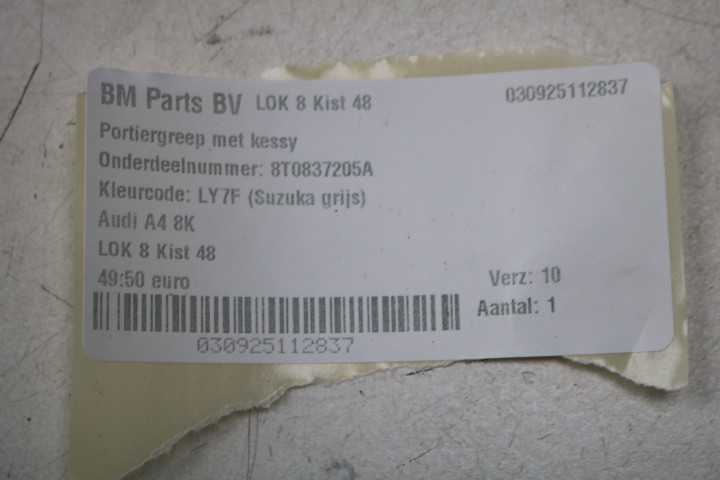 BM Parts BV LOK 8 Kist 48 030925112837
Portiergreep met kessy
Onderdeelnummer: 8T0837205A
Kleurcode: LY7F (Suzuka grijs)
Audi A4 8K
LOK 8 Kist 48
49.50 euro Verz: 10
Aantal: 1
030925112837